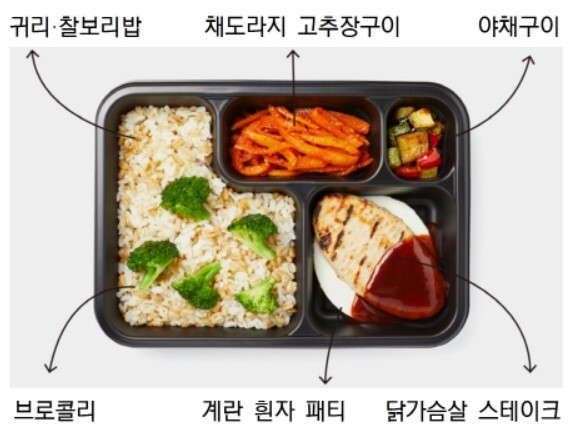 귀리·찰보리밥
채도라지 고추장구이
야채구이
브로콜리
계란 흰자 패티
닭가슴살 스테이크